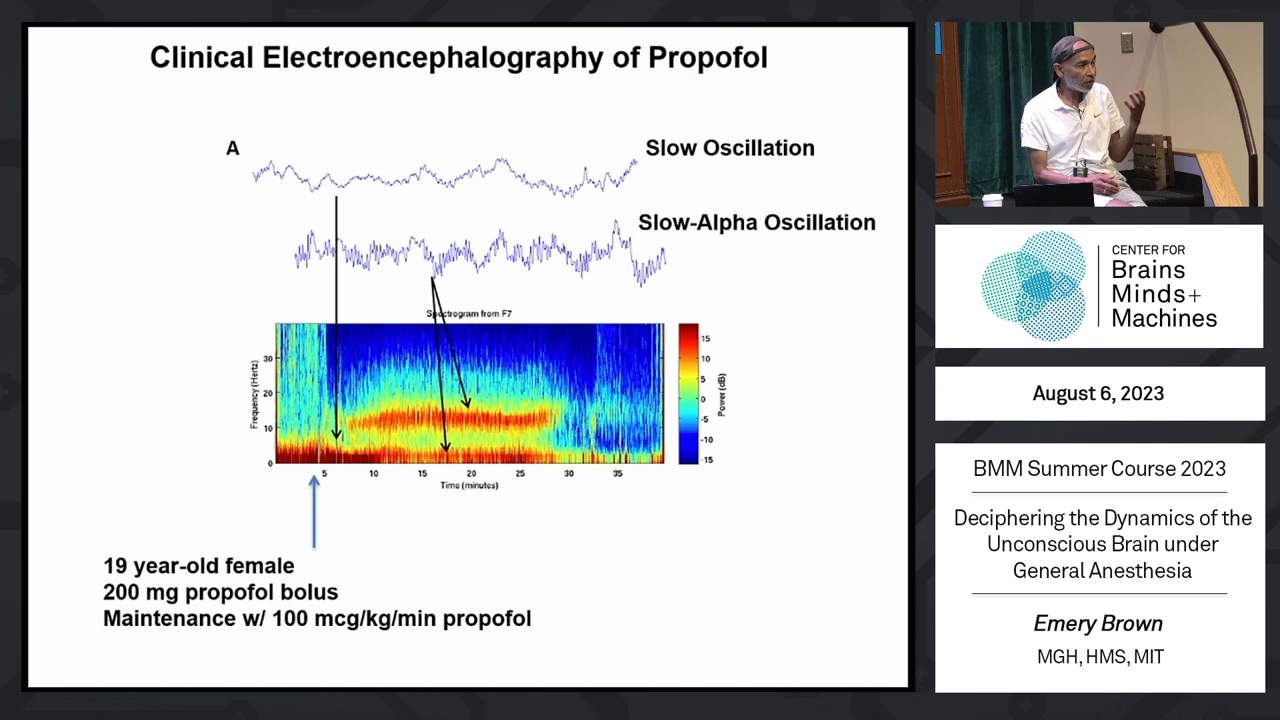 Clinical Electroencephalography of Propofol
A
Slow Oscillation
Slow-Alpha Oscillation
Spectrogram from F7
Frequency (Hertz)
30
20
10
0
5
10
15
20
25
30
35
Time (minutes)
15
10
5
0
-5
-10
-15
Power (dB)
19 year-old female
200 mg propofol bolus
Maintenance w/ 100 mcg/kg/min propofol
CENTER FOR
Brains
Minds+
Machines
August 6, 2023
BMM Summer Course 2023
Deciphering the Dynamics of the
Unconscious Brain under
General Anesthesia
Emery Brown
MGH, HMS, MIT